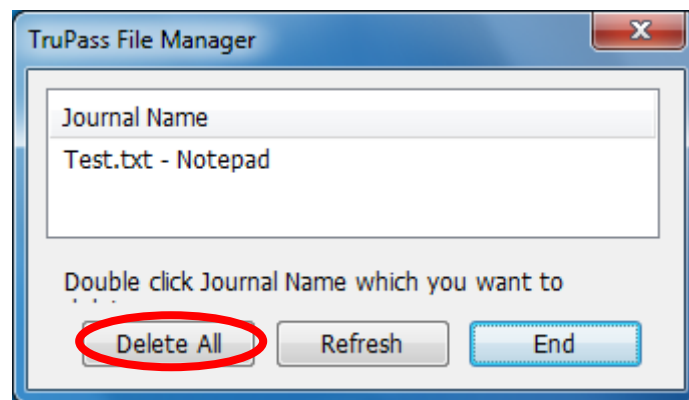 TruPass File Manager
Journal Name
Test.txt - Notepad
Double click Journal Name which you want to
Delete All
Refresh
End